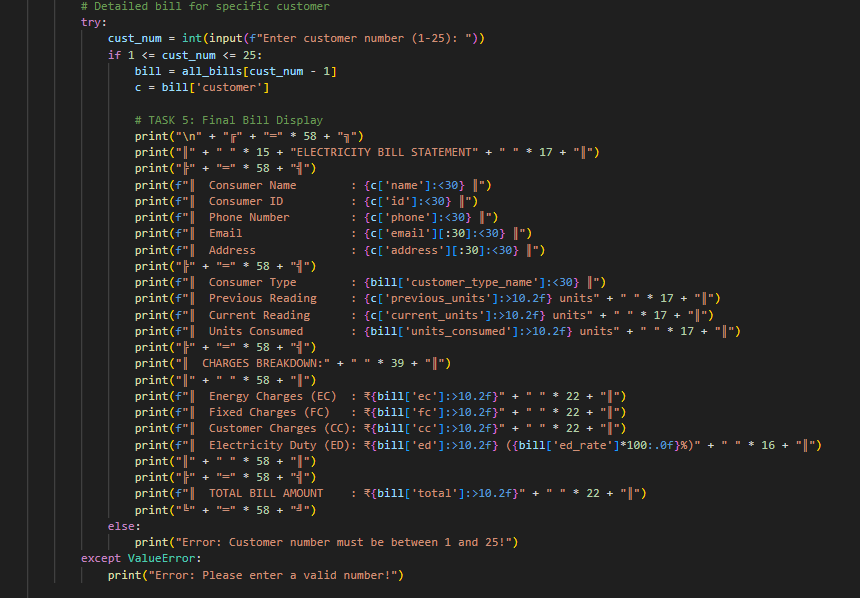 # Detailed bill for specific customer
try:
    cust_num = int(input(f"Enter customer number (1-25): "))
    if 1 <= cust_num <= 25:
        bill = all_bills[cust_num - 1]
        c = bill['customer']

        # TASK 5: Final Bill Display
        print("\n" + "╔" + "═" * 58 + "╗")
        print("║" + " " * 15 + "ELECTRICITY BILL STATEMENT" + " " * 17 + "║")
        print("╠" + "═" * 58 + "╣")
        print(f"║  Consumer Name        : {c['name']:<30} ║")
        print(f"║  Consumer ID          : {c['id']:<30} ║")
        print(f"║  Phone Number         : {c['phone']:<30} ║")
        print(f"║  Email                : {c['email'][:30]:<30} ║")
        print(f"║  Address              : {c['address'][:30]:<30} ║")
        print("╠" + "═" * 58 + "╣")
        print(f"║  Consumer Type        : {bill['customer_type_name']:<30} ║")
        print(f"║  Previous Reading     : {c['previous_units']:>10.2f} units" + " " * 17 + "║")
        print(f"║  Current Reading      : {c['current_units']:>10.2f} units" + " " * 17 + "║")
        print(f"║  Units Consumed       : {bill['units_consumed']:>10.2f} units" + " " * 17 + "║")
        print("╠" + "═" * 58 + "╣")
        print("║  CHARGES BREAKDOWN:" + " " * 39 + "║")
        print("║" + " " * 58 + "║")
        print(f"║  Energy Charges (EC)  : ₹{bill['ec']:>10.2f}" + " " * 22 + "║")
        print(f"║  Fixed Charges (FC)   : ₹{bill['fc']:>10.2f}" + " " * 22 + "║")
        print(f"║  Customer Charges (CC): ₹{bill['cc']:>10.2f}" + " " * 22 + "║")
        print(f"║  Electricity Duty (ED): ₹{bill['ed']:>10.2f} ({bill['ed_rate']*100:.0f}%)" + " " * 16 + "║")
        print("║" + " " * 58 + "║")
        print("╠" + "═" * 58 + "╣")
        print(f"║  TOTAL BILL AMOUNT    : ₹{bill['total']:>10.2f}" + " " * 22 + "║")
        print("╚" + "═" * 58 + "╝")
    else:
        print("Error: Customer number must be between 1 and 25!")
except ValueError:
    print("Error: Please enter a valid number!")